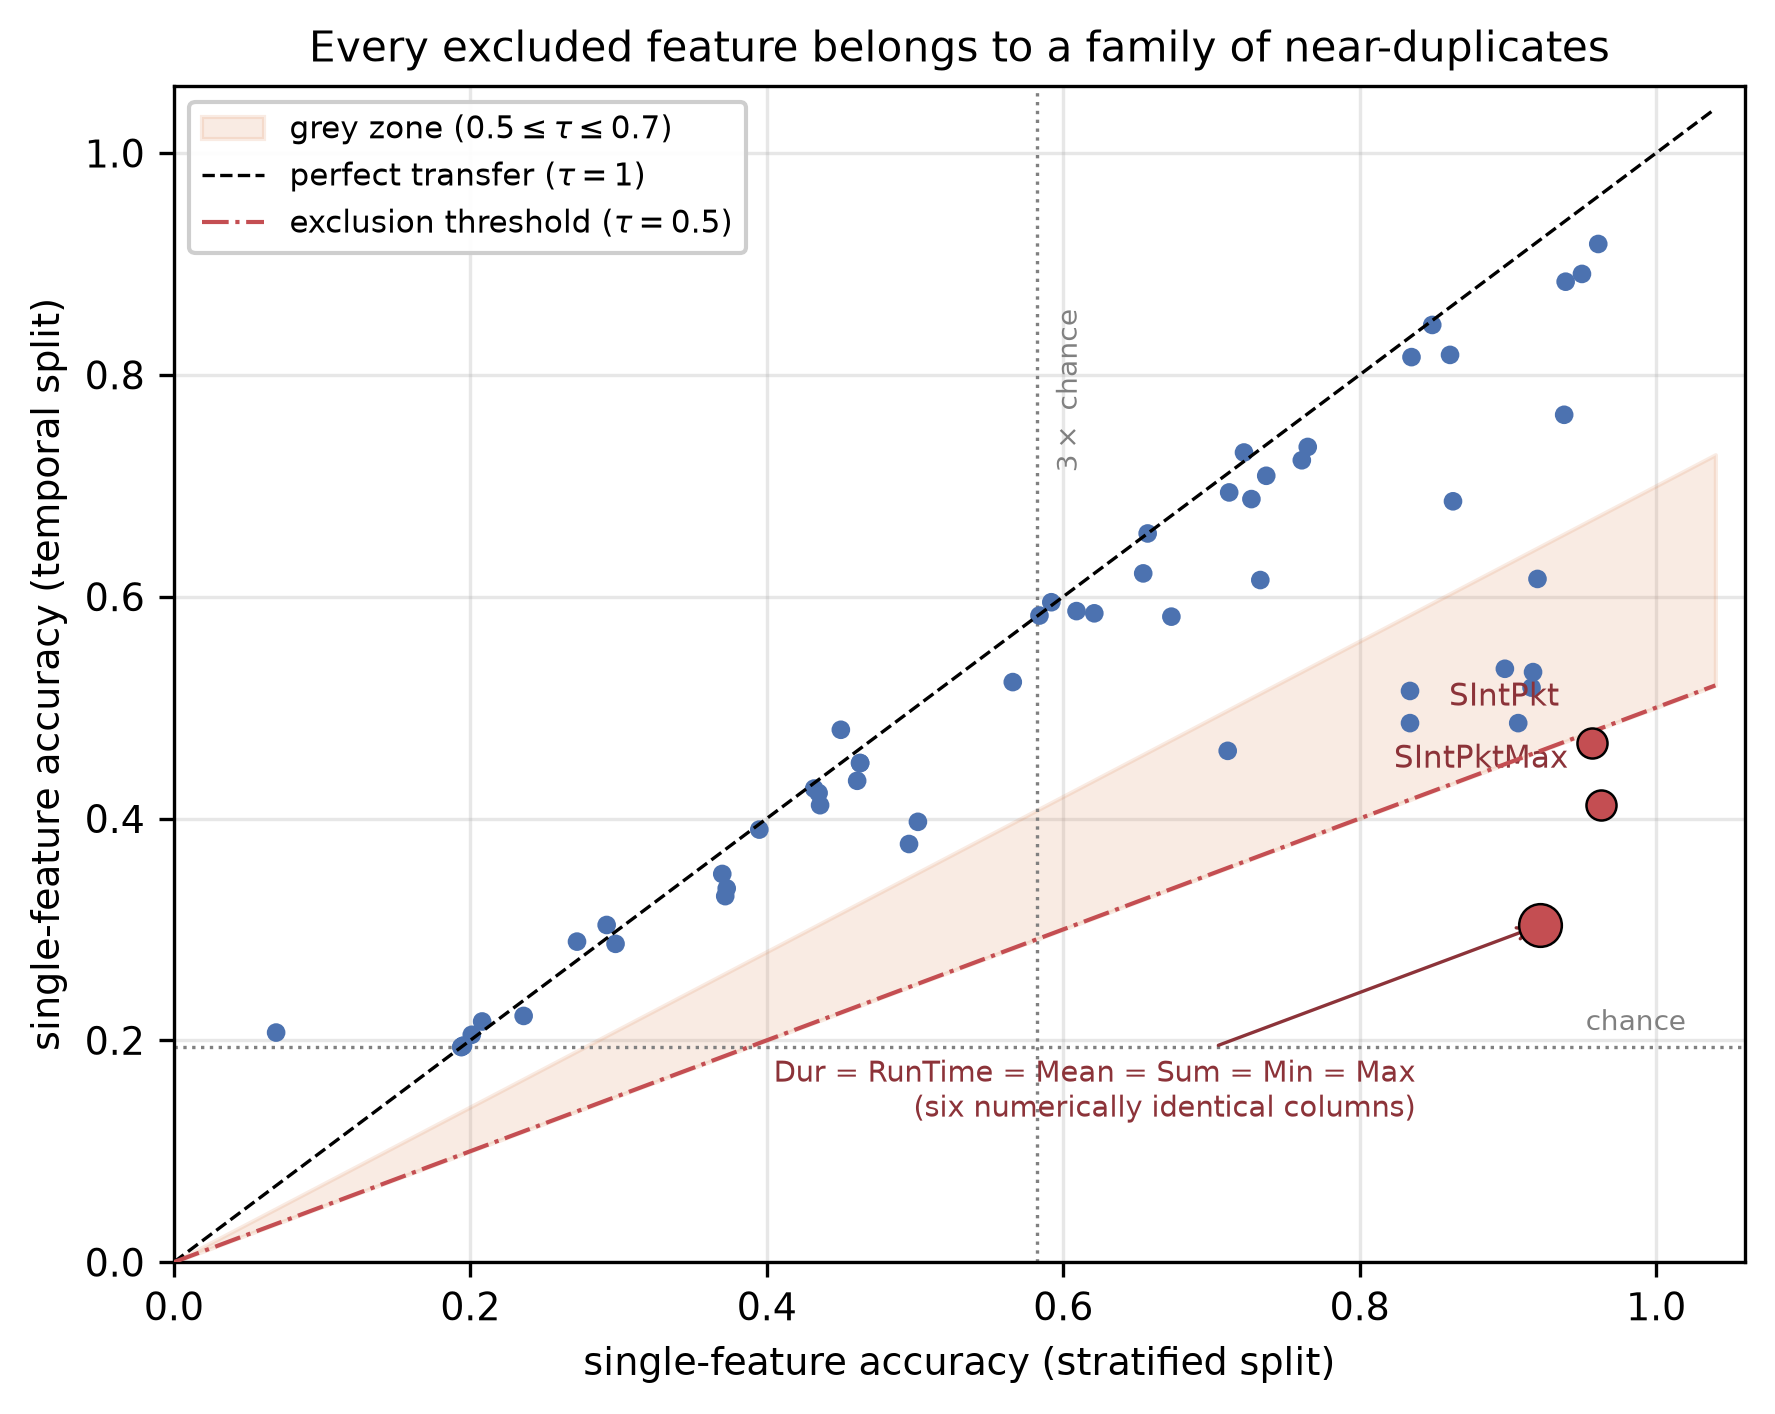 Every excluded feature belongs to a family of near-duplicates
grey zone (0.5 ≤ τ ≤ 0.7)
perfect transfer (τ = 1)
exclusion threshold (τ = 0.5)
1.0
0.8
0.6
0.4
0.2
0.0
single-feature accuracy (temporal split)
3 × chance
SIntPkt
SIntPktMax
chance
Dur = RunTime = Mean = Sum = Min = Max
(six numerically identical columns)
0.0
0.2
0.4
0.6
0.8
1.0
single-feature accuracy (stratified split)